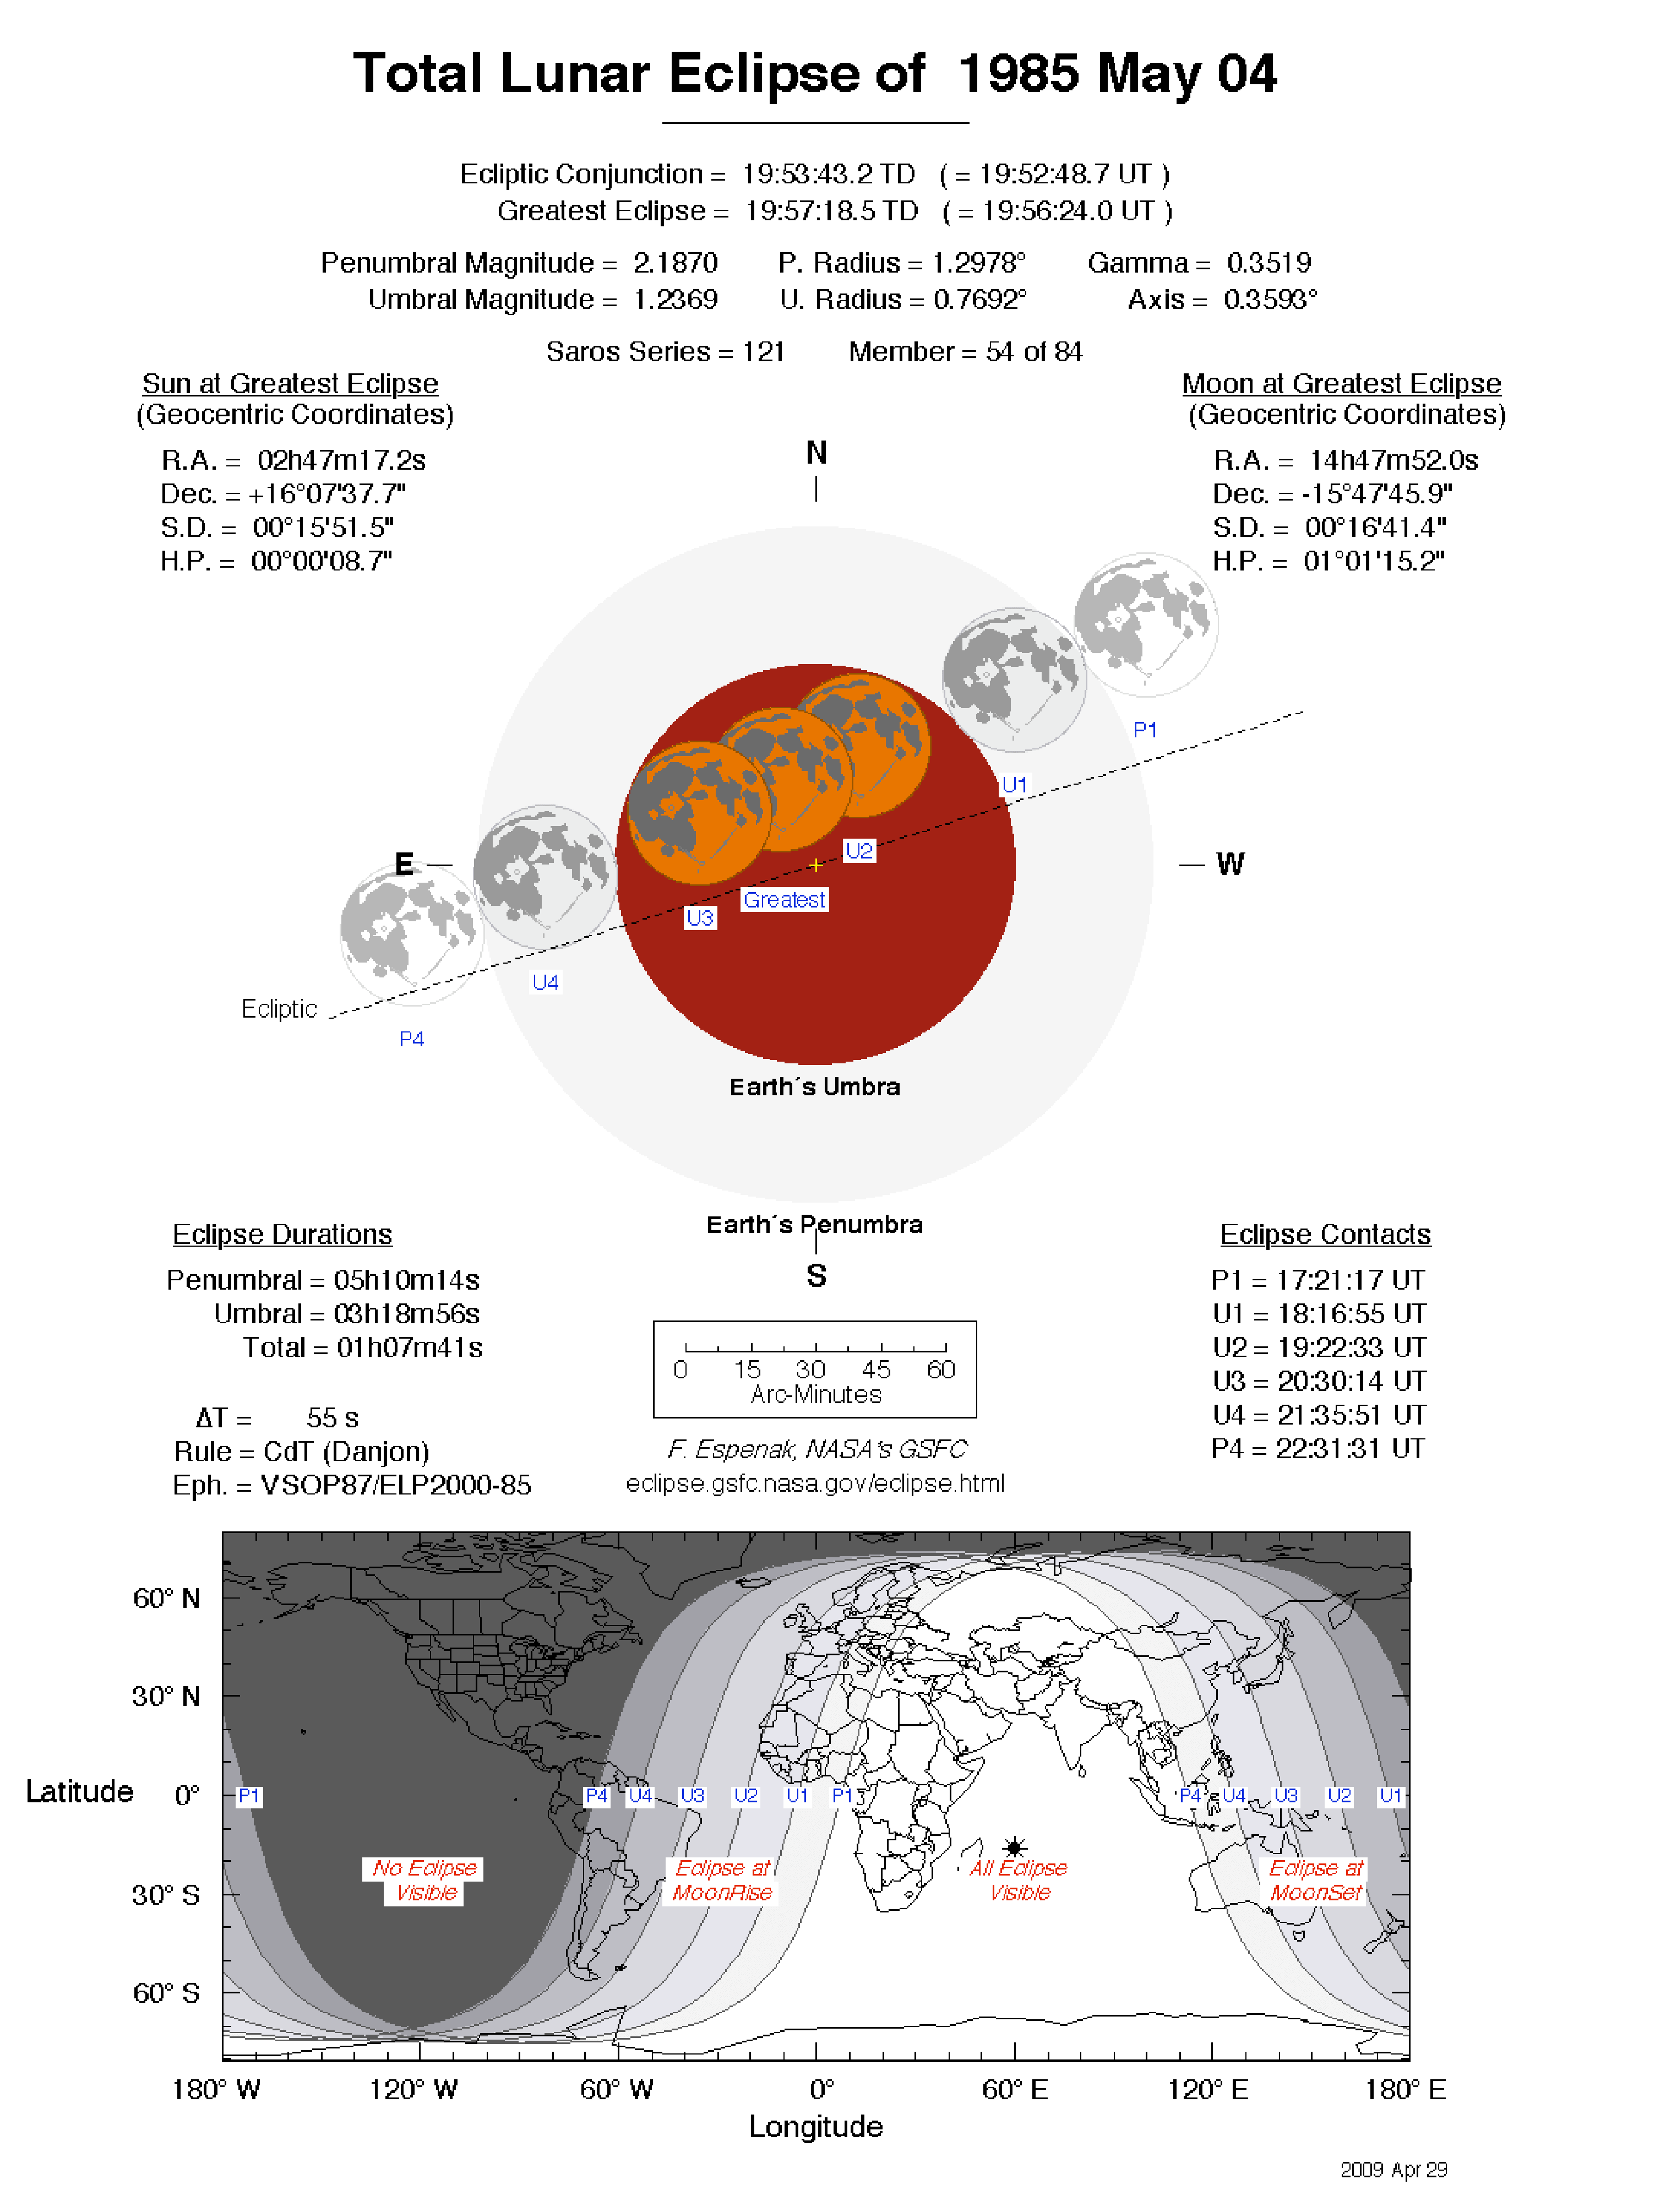 Total Lunar Eclipse of 1985 May 04
Ecliptic Conjunction = 19:53:43.2 TD ( = 19:52:48.7 UT )
Greatest Eclipse = 19:57:18.5 TD ( = 19:56:24.0 UT )
Penumbral Magnitude = 2.1870 P. Radius = 1.2978° Gamma = 0.3519
Umbral Magnitude = 1.2369 U. Radius = 0.7692° Axis = 0.3593°
Saros Series = 121 Member = 54 of 84
Sun at Greatest Eclipse
(Geocentric Coordinates)
R.A. = 02h47m17.2s
Dec. = +16°07'37.7"
S.D. = 00°15'51.5"
H.P. = 00°00'08.7"
Moon at Greatest Eclipse
(Geocentric Coordinates)
R.A. = 14h47m52.0s
Dec. = -15°47'45.9"
S.D. = 00°16'41.4"
H.P. = 01°01'15.2"
N
P1
U1
U2
E
W
Greatest
U3
U4
Ecliptic
P4
Earth´s Umbra
Earth´s Penumbra
S
Eclipse Durations
Penumbral = 05h10m14s
Umbral = 03h18m56s
Total = 01h07m41s
ΔT = 55 s
Rule = CdT (Danjon)
Eph. = VSOP87/ELP2000-85
0 15 30 45 60
Arc-Minutes
F. Espenak, NASA's GSFC
eclipse.gsfc.nasa.gov/eclipse.html
Eclipse Contacts
P1 = 17:21:17 UT
U1 = 18:16:55 UT
U2 = 19:22:33 UT
U3 = 20:30:14 UT
U4 = 21:35:51 UT
P4 = 22:31:31 UT
60° N
30° N
Latitude 0°
30° S
60° S
P1 P4 U4 U3 U2 U1 P1 P4 U4 U3 U2 U1
No Eclipse
Visible
Eclipse at
MoonRise
All Eclipse
Visible
Eclipse at
MoonSet
180° W 120° W 60° W 0° 60° E 120° E 180° E
Longitude
2009 Apr 29